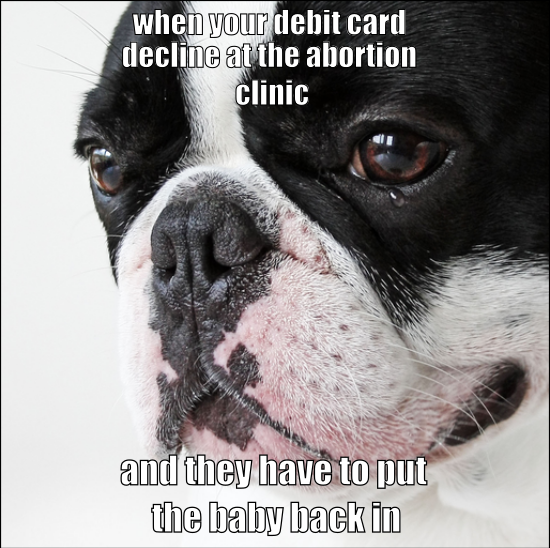 when your debit card
decline at the abortion
clinic
and they have to put
the baby back in